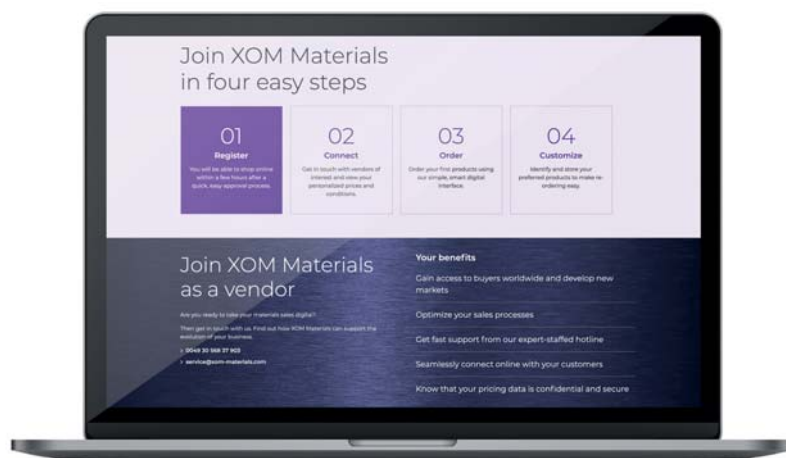 Join XOM Materials
in four easy steps
01
Register
You will be able to shop online
within a few hours after a
quick, easy approval process.
02
Connect
Get in touch with vendors of
interest and view your
personalized prices and
conditions.
03
Order
Order your first products using
our simple, smart digital
interface.
04
Customize
Identify and store your
preferred products to make re-
ordering easy.
Join XOM Materials
as a vendor
Are you ready to take your materials sales digital?
Then get in touch with us. Find out how XOM Materials can support the
evolution of your business.
0049 30 568 37 903
service@xom-materials.com
Your benefits
Gain access to buyers worldwide and develop new
markets
Optimize your sales processes
Get fast support from our expert-staffed hotline
Seamlessly connect online with your customers
Know that your pricing data is confidential and secure